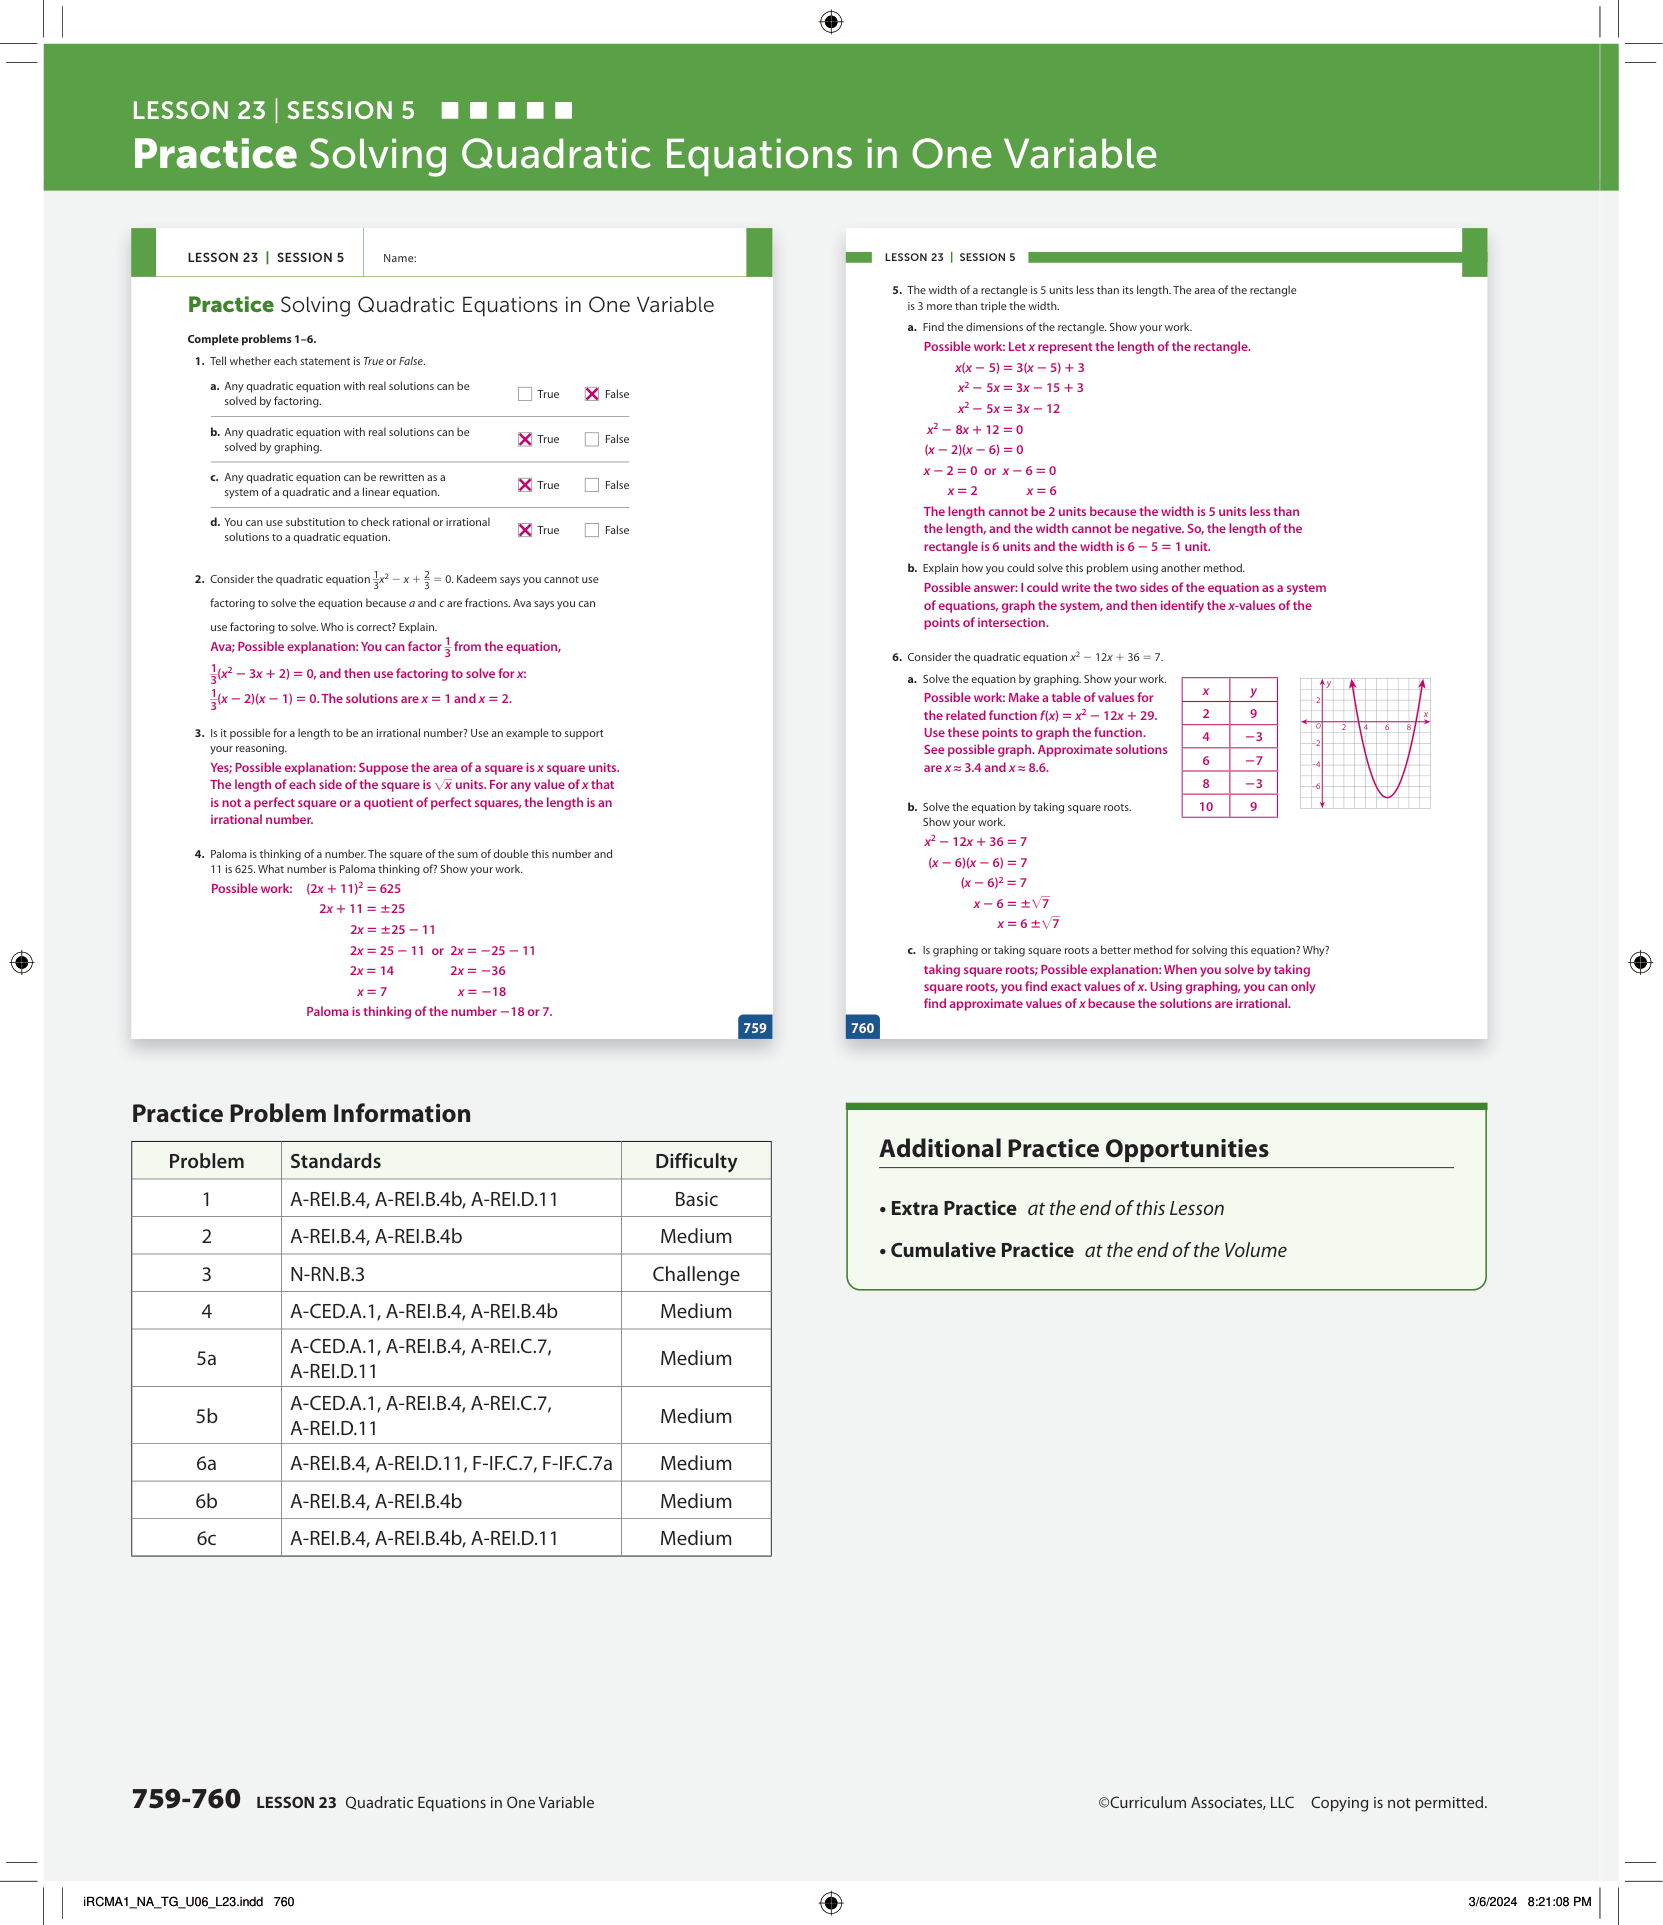 LESSON 23 | SESSION 5
Practice Solving Quadratic Equations in One Variable
LESSON 23 | SESSION 5
Name:
Practice Solving Quadratic Equations in One Variable
Complete problems 1–6.
1. Tell whether each statement is True or False.
a. Any quadratic equation with real solutions can be
solved by factoring.
True False
b. Any quadratic equation with real solutions can be
solved by graphing.
True False
c. Any quadratic equation can be rewritten as a
system of a quadratic and a linear equation.
True False
d. You can use substitution to check rational or irrational
solutions to a quadratic equation.
True False
2. Consider the quadratic equation 1/3x² − x + 2/3 = 0. Kadeem says you cannot use
factoring to solve the equation because a and c are fractions. Ava says you can
use factoring to solve. Who is correct? Explain.
Ava; Possible explanation: You can factor 1/3 from the equation,
1/3(x² − 3x + 2) = 0, and then use factoring to solve for x:
1/3(x − 2)(x − 1) = 0. The solutions are x = 1 and x = 2.
3. Is it possible for a length to be an irrational number? Use an example to support
your reasoning.
Yes; Possible explanation: Suppose the area of a square is x square units.
The length of each side of the square is √x units. For any value of x that
is not a perfect square or a quotient of perfect squares, the length is an
irrational number.
4. Paloma is thinking of a number. The square of the sum of double this number and
11 is 625. What number is Paloma thinking of? Show your work.
Possible work: (2x + 11)² = 625
2x + 11 = ±25
2x = ±25 − 11
2x = 25 − 11 or 2x = −25 − 11
2x = 14 2x = −36
x = 7 x = −18
Paloma is thinking of the number −18 or 7.
759
LESSON 23 | SESSION 5
5. The width of a rectangle is 5 units less than its length. The area of the rectangle
is 3 more than triple the width.
a. Find the dimensions of the rectangle. Show your work.
Possible work: Let x represent the length of the rectangle.
x(x − 5) = 3(x − 5) + 3
x² − 5x = 3x − 15 + 3
x² − 5x = 3x − 12
x² − 8x + 12 = 0
(x − 2)(x − 6) = 0
x − 2 = 0 or x − 6 = 0
x = 2 x = 6
The length cannot be 2 units because the width is 5 units less than
the length, and the width cannot be negative. So, the length of the
rectangle is 6 units and the width is 6 − 5 = 1 unit.
b. Explain how you could solve this problem using another method.
Possible answer: I could write the two sides of the equation as a system
of equations, graph the system, and then identify the x-values of the
points of intersection.
6. Consider the quadratic equation x² − 12x + 36 = 7.
a. Solve the equation by graphing. Show your work.
Possible work: Make a table of values for
the related function f(x) = x² − 12x + 29.
Use these points to graph the function.
See possible graph. Approximate solutions
are x ≈ 3.4 and x ≈ 8.6.
x y
2 9
4 −3
6 −7
8 −3
10 9
y
2
x
0 2 4 6 8
−2
−4
−6
b. Solve the equation by taking square roots.
Show your work.
x² − 12x + 36 = 7
(x − 6)(x − 6) = 7
(x − 6)² = 7
x − 6 = ±√7
x = 6 ±√7
c. Is graphing or taking square roots a better method for solving this equation? Why?
taking square roots; Possible explanation: When you solve by taking
square roots, you find exact values of x. Using graphing, you can only
find approximate values of x because the solutions are irrational.
760
Practice Problem Information
Problem Standards Difficulty
1 A-REI.B.4, A-REI.B.4b, A-REI.D.11 Basic
2 A-REI.B.4, A-REI.B.4b Medium
3 N-RN.B.3 Challenge
4 A-CED.A.1, A-REI.B.4, A-REI.B.4b Medium
5a A-CED.A.1, A-REI.B.4, A-REI.C.7,
A-REI.D.11 Medium
5b A-CED.A.1, A-REI.B.4, A-REI.C.7,
A-REI.D.11 Medium
6a A-REI.B.4, A-REI.D.11, F-IF.C.7, F-IF.C.7a Medium
6b A-REI.B.4, A-REI.B.4b Medium
6c A-REI.B.4, A-REI.B.4b, A-REI.D.11 Medium
Additional Practice Opportunities
• Extra Practice at the end of this Lesson
• Cumulative Practice at the end of the Volume
759-760 LESSON 23 Quadratic Equations in One Variable
©Curriculum Associates, LLC Copying is not permitted.
iRCMA1_NA_TG_U06_L23.indd 760
3/6/2024 8:21:08 PM